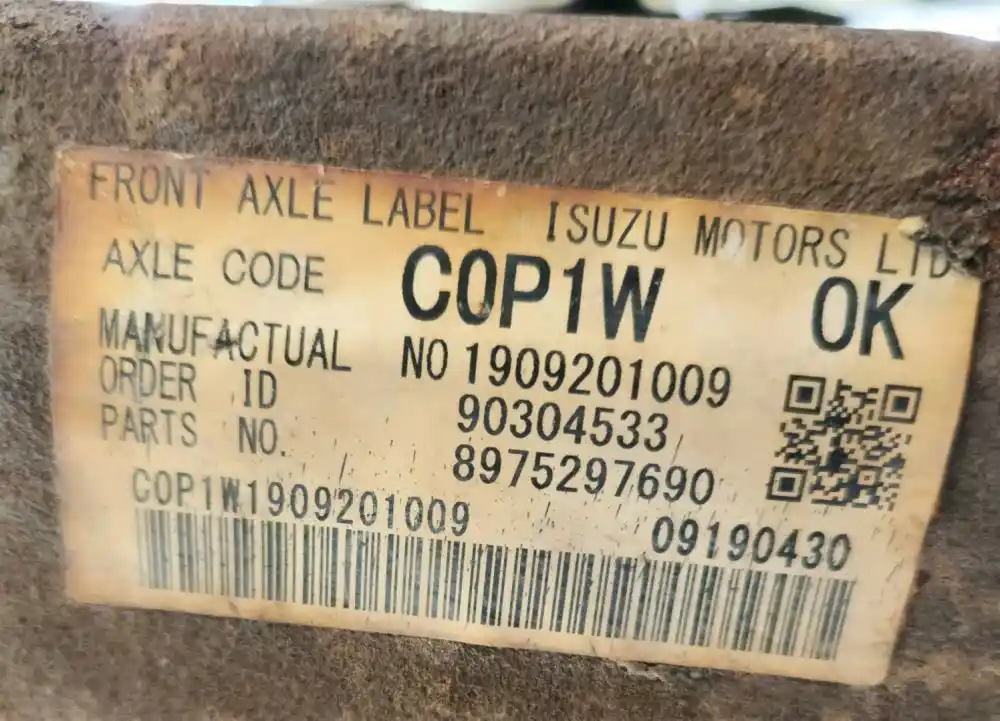 FRONT AXLE LABEL ISUZU MOTORS LTD
AXLE CODE C0P1W OK
MANUFACTUAL NO 1909201009
ORDER ID 90304533
PARTS NO. 8975297690
C0P1W1909201009 09190430